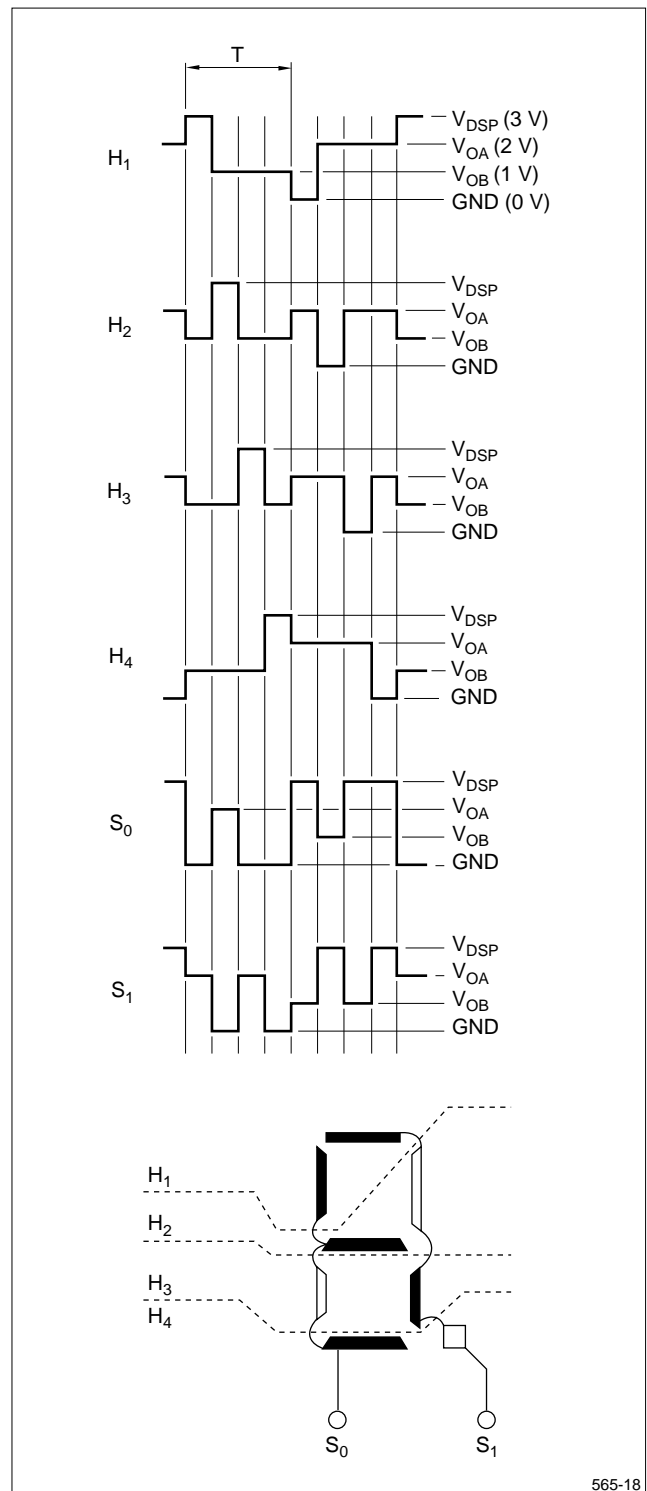 T
H1
VDSP (3 V)
VOA (2 V)
VOB (1 V)
GND (0 V)
H2
VDSP
VOA
VOB
GND
H3
VDSP
VOA
VOB
GND
H4
VDSP
VOA
VOB
GND
S0
VDSP
VOA
VOB
GND
S1
VDSP
VOA
VOB
GND
H1
H2
H3
H4
S0 S1
565-18